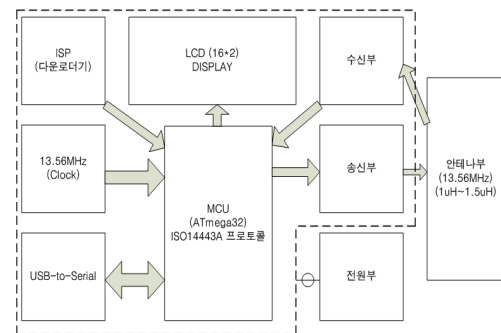 ISP
(다운로더기)
LCD (16*2)
DISPLAY
수신부
13.56MHz
(Clock)
MCU
(ATmega32)
ISO14443A 프로토콜
송신부
안테나부
(13.56MHz)
(1uH~1.5uH)
USB-to-Serial
전원부